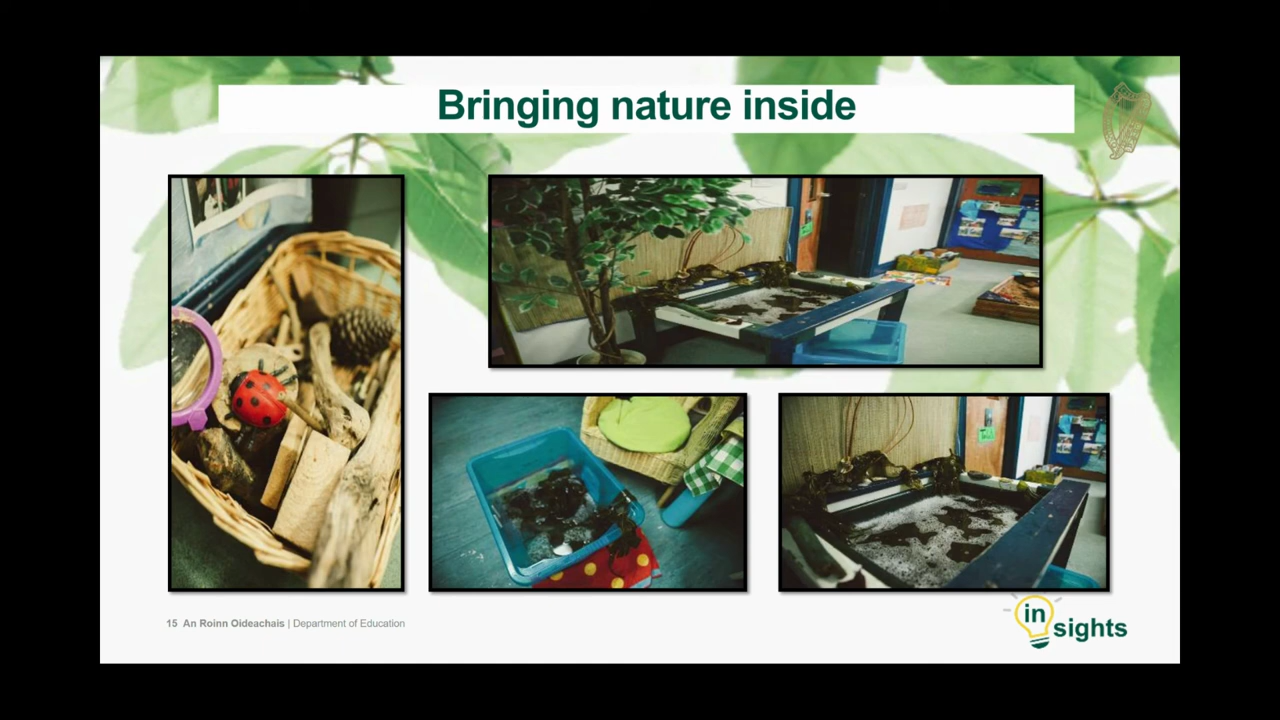 Bringing nature inside
15 An Roinn Oideachais | Department of Education
in
sights